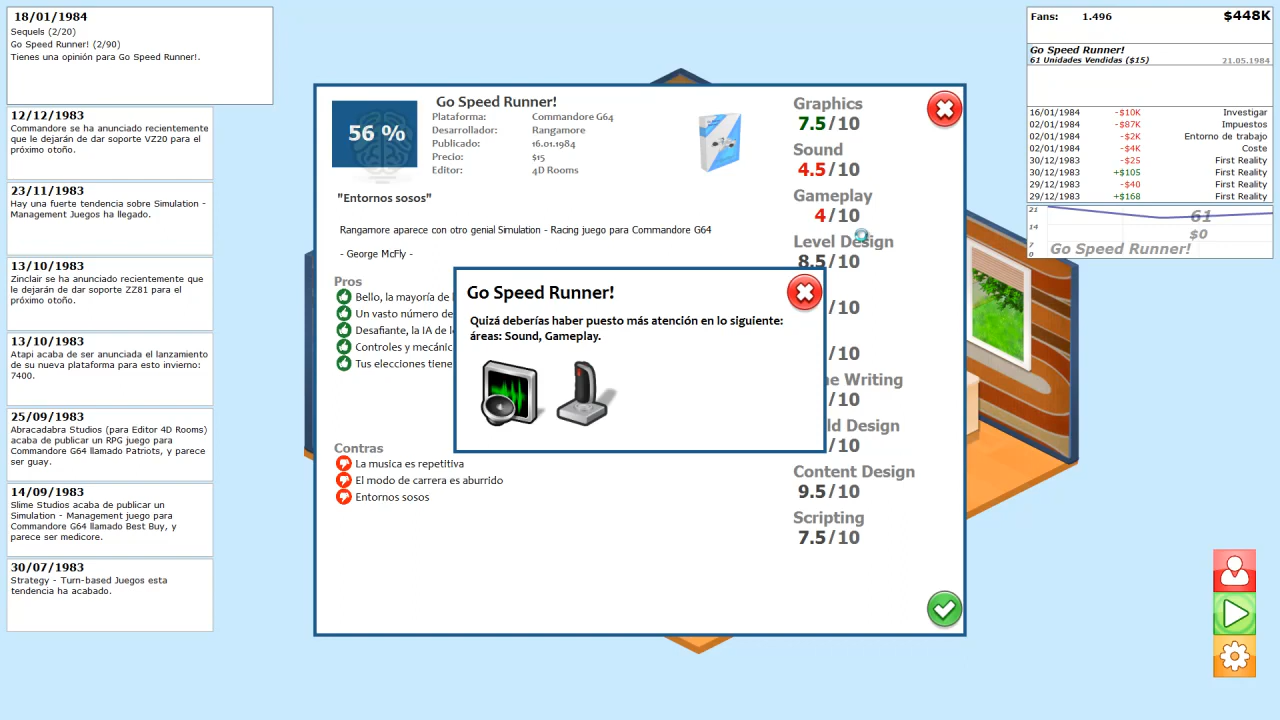 18/01/1984
Sequels (2/20)
Go Speed Runner! (2/90)
Tienes una opinión para Go Speed Runner!.
12/12/1983
Commandore se ha anunciado recientemente
que le dejarán de dar soporte VZ20 para el
próximo otoño.
23/11/1983
Hay una fuerte tendencia sobre Simulation -
Management Juegos ha llegado.
13/10/1983
Zinclair se ha anunciado recientemente que
le dejarán de dar soporte ZZ81 para el
próximo otoño.
13/10/1983
Atapi acaba de ser anunciada el lanzamiento
de su nueva plataforma para esto invierno:
7400.
25/09/1983
Abracadabra Studios (para Editor 4D Rooms)
acaba de publicar un RPG juego para
Commandore G64 llamado Patriots, y parece
ser guay.
14/09/1983
Slime Studios acaba de publicar un
Simulation - Management juego para
Commandore G64 llamado Best Buy, y
parece ser medicore.
30/07/1983
Strategy - Turn-based Juegos esta
tendencia ha acabado.
56 %
Go Speed Runner!
Plataforma: Commandore G64
Desarrollador: Rangamore
Publicado: 16.01.1984
Precio: $15
Editor: 4D Rooms
"Entornos sosos"
Rangamore aparece con otro genial Simulation - Racing juego para Commandore G64
- George McFly -
Pros
Bello, la mayoría de
Un vasto número de
Desafiante, la IA de
Controles y mecánic
Tus elecciones tiene
Contras
La musica es repetitiva
El modo de carrera es aburrido
Entornos sosos
Graphics
7.5/10
Sound
4.5/10
Gameplay
4/10
Level Design
8.5/10
/10
/10
Writing
/10
Design
/10
Content Design
9.5/10
Scripting
7.5/10
Go Speed Runner!
Quizá deberías haber puesto más atención en lo siguiente:
áreas: Sound, Gameplay.
Fans: 1.496 $448K
Go Speed Runner!
61 Unidades Vendidas ($15) 21.05.1984
16/01/1984 -$10K Investigar
02/01/1984 -$87K Impuestos
02/01/1984 -$2K Entorno de trabajo
02/01/1984 -$4K Coste
30/12/1983 -$25 First Reality
30/12/1983 +$105 First Reality
29/12/1983 -$40 First Reality
29/12/1983 +$168 First Reality
21
14
7
0
61
$0
Go Speed Runner!